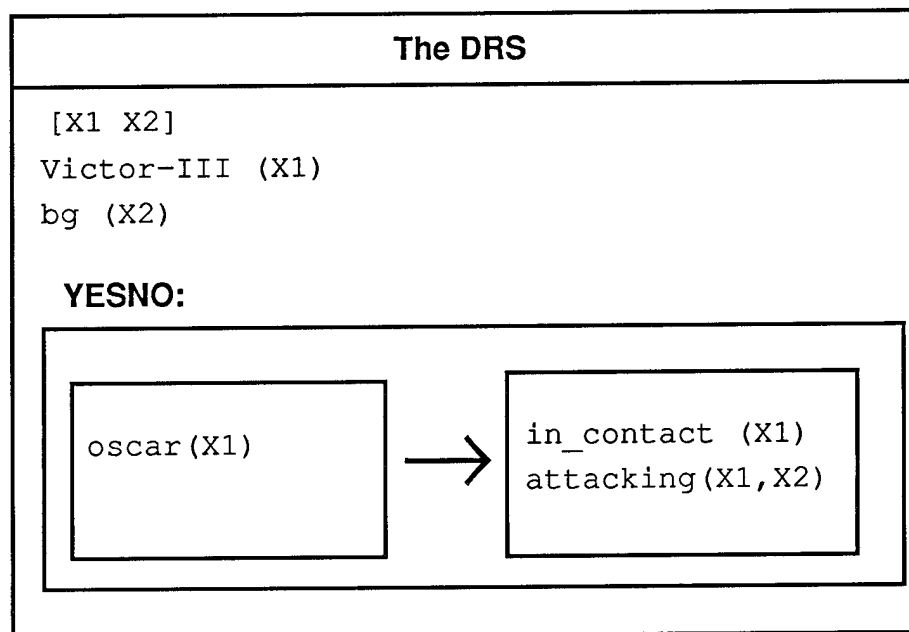 The DRS
[X1 X2]
Victor-III (X1)
bg (X2)
YESNO:
oscar(X1)
in_contact (X1)
attacking(X1,X2)